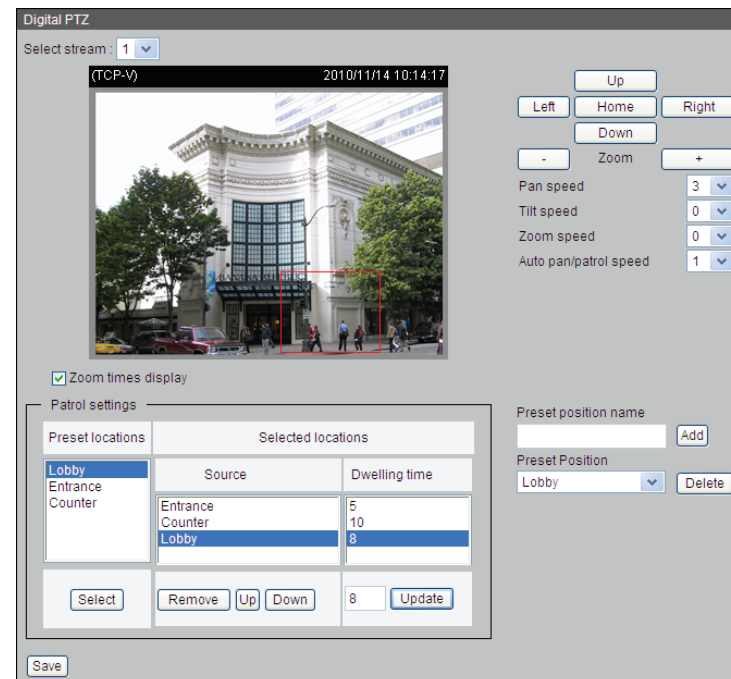 Digital PTZ
Select stream : 1
(TCP-V) 2010/11/14 10:14:17
Up
Left Home Right
Down
- Zoom +
Pan speed 3
Tilt speed 0
Zoom speed 0
Auto pan/patrol speed 1
Zoom times display
Patrol settings
Preset locations Selected locations
Lobby
Entrance
Counter
Source Dwelling time
Entrance 5
Counter 10
Lobby 8
Select Remove Up Down 8 Update
Preset position name
Add
Preset Position
Lobby Delete
Save